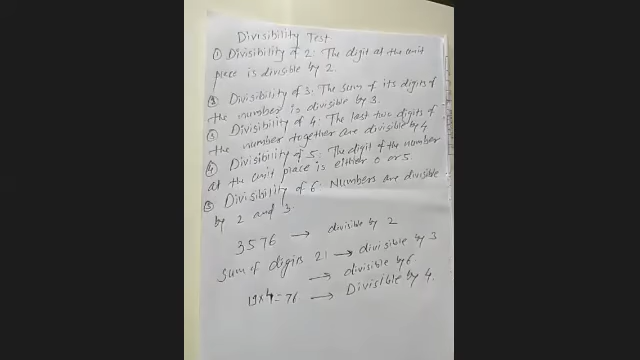 Divisibility Test
① Divisibility of 2: The digit at the unit
place is divisible by 2.
② Divisibility of 3: The sum of its digits of
the number is divisible by 3.
③ Divisibility of 4: The last two digits of
the number together are divisible by 4
④ Divisibility of 5: The digit of the number
at the unit place is either 0 or 5.
⑤ Divisibility of 6: Numbers are divisible
by 2 and 3.
3576 → divisible by 2
Sum of digits 21 → divisible by 3
→ divisible by 6
19x4=76 → Divisible by 4.